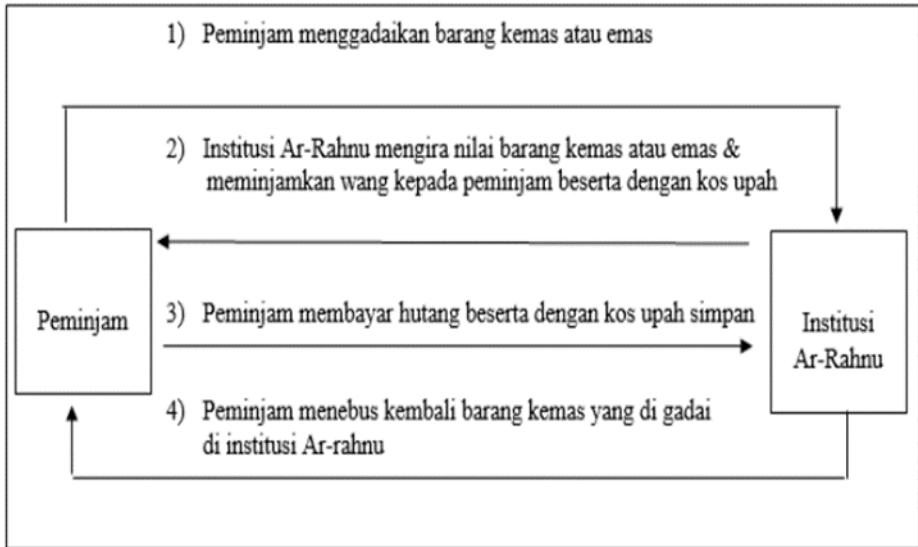 1) Peminjam menggadaikan barang kemas atau emas
2) Institusi Ar-Rahnu mengira nilai barang kemas atau emas &
meminjamkan wang kepada peminjam beserta dengan kos upah
Peminjam
3) Peminjam membayar hutang beserta dengan kos upah simpan
Institusi
Ar-Rahnu
4) Peminjam menebus kembali barang kemas yang di gadai
di institusi Ar-rahnu